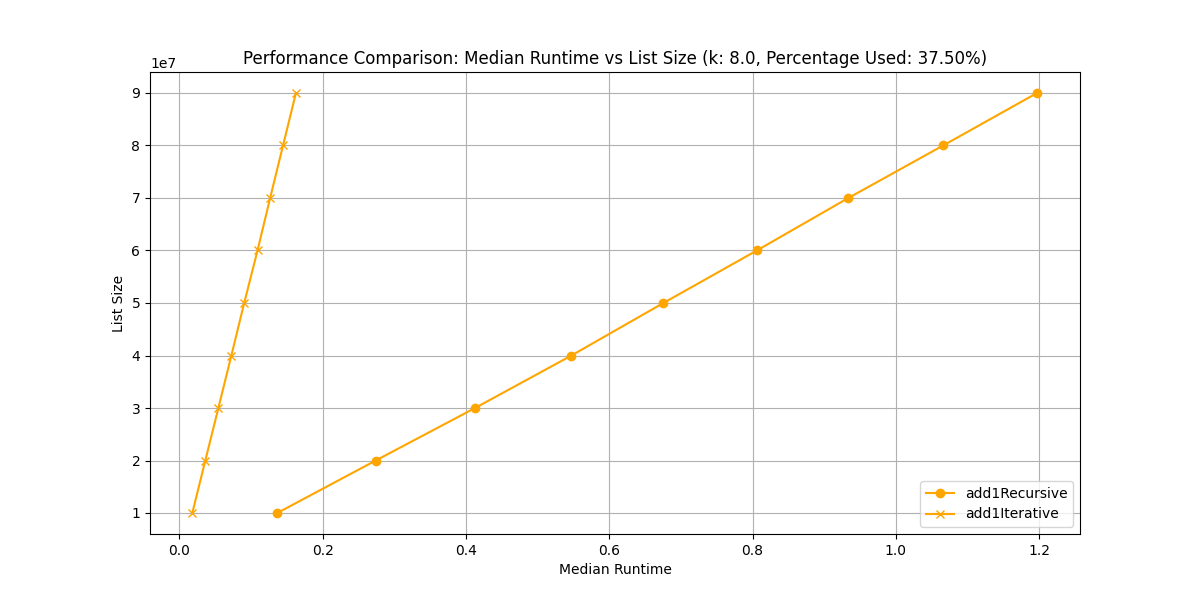 Performance Comparison: Median Runtime vs List Size (k: 8.0, Percentage Used: 37.50%)
1e7
9
8
7
6
5
4
3
2
1
List Size
add1Recursive
add1Iterative
0.0 0.2 0.4 0.6 0.8 1.0 1.2
Median Runtime